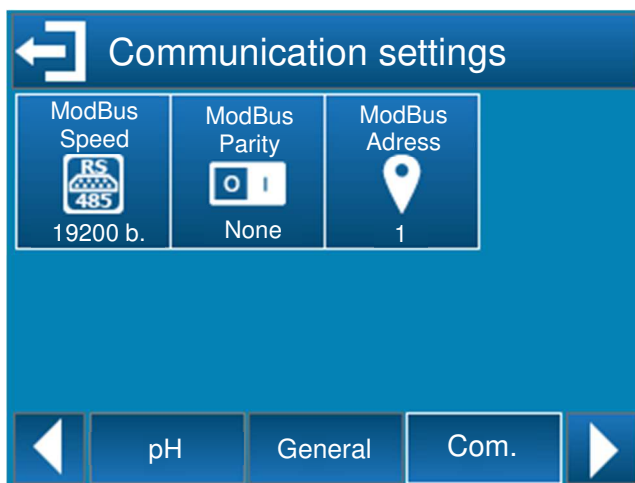 Communication settings
ModBus
Speed
RS
485
19200 b.
ModBus
Parity
O I
None
ModBus
Adress
1
pH
General
Com.